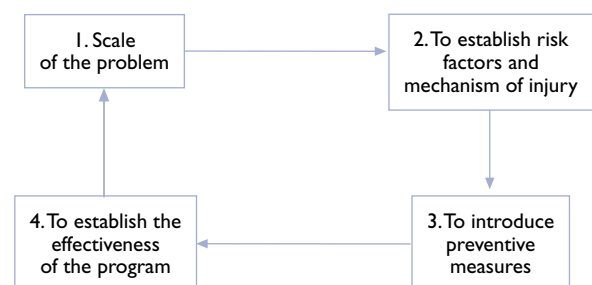 1. Scale
of the problem
2. To establish risk
factors and
mechanism of injury
3. To introduce
preventive
measures
4. To establish the
effectiveness
of the program